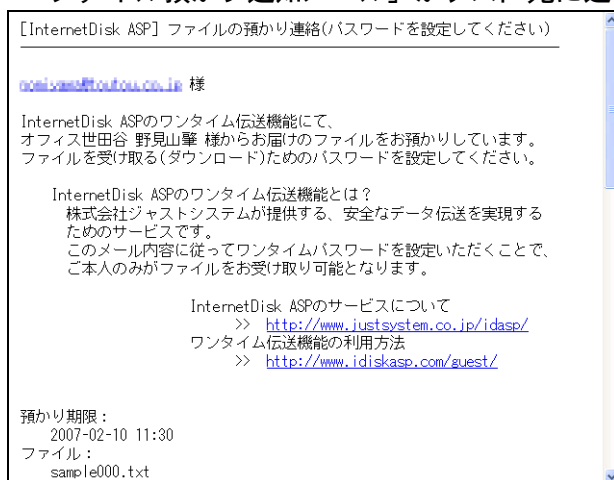 [InternetDisk ASP] ファイルの預かり連絡(パスワードを設定してください)
様
InternetDisk ASPのワンタイム伝送機能にて、
オフィス世田谷 野見山肇 様からお届けのファイルをお預かりしています。
ファイルを受け取る(ダウンロード)ためのパスワードを設定してください。
InternetDisk ASPのワンタイム伝送機能とは？
株式会社ジャストシステムが提供する、安全なデータ伝送を実現する
ためのサービスです。
このメール内容に従ってワンタイムパスワードを設定いただくことで、
ご本人のみがファイルをお受け取り可能となります。
InternetDisk ASPのサービスについて
>> http://www.justsystem.co.jp/idasp/
ワンタイム伝送機能の利用方法
>> http://www.idiskasp.com/guest/
預かり期限：
2007-02-10 11:30
ファイル：
sample000.txt